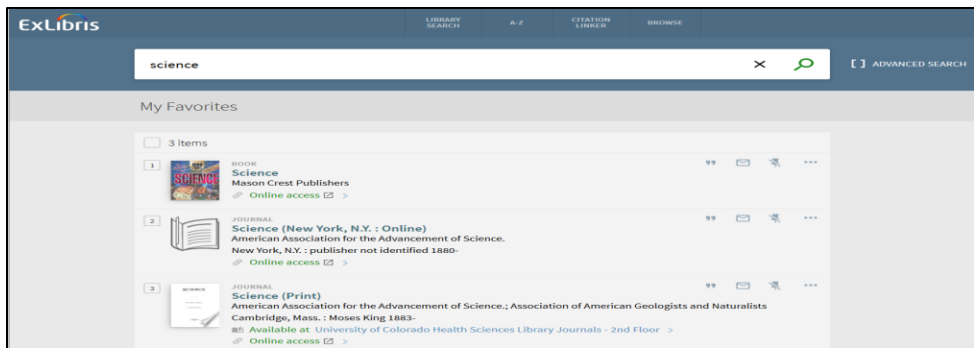 ExLibris
LIBRARY SEARCH
A-Z
CITATION LINKER
BROWSE
science
[ ] ADVANCED SEARCH
My Favorites
3 items
1
SCIENCE
BOOK
Science
Mason Crest Publishers
Online access >
2
JOURNAL
Science (New York, N.Y. : Online)
American Association for the Advancement of Science.
New York, N.Y. : publisher not identified 1880-
Online access >
3
SCIENCE
JOURNAL
Science (Print)
American Association for the Advancement of Science.; Association of American Geologists and Naturalists
Cambridge, Mass. : Moses King 1883-
Available at University of Colorado Health Sciences Library Journals - 2nd Floor >
Online access >